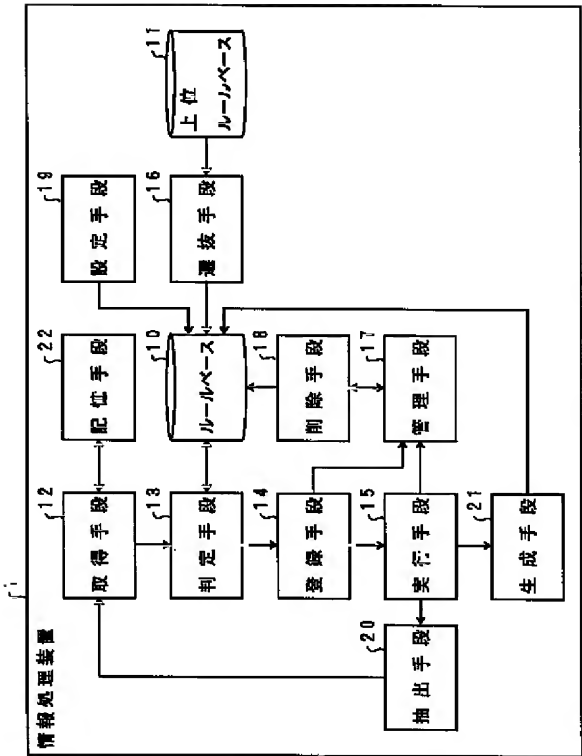 1
情報処理装置
12
取得手段
22
記憶手段
19
設定手段
13
判定手段
10
ルールベース
16
選抜手段
11
上位
ルールベース
14
登録手段
18
削除手段
15
実行手段
17
管理手段
20
抽出手段
21
生成手段